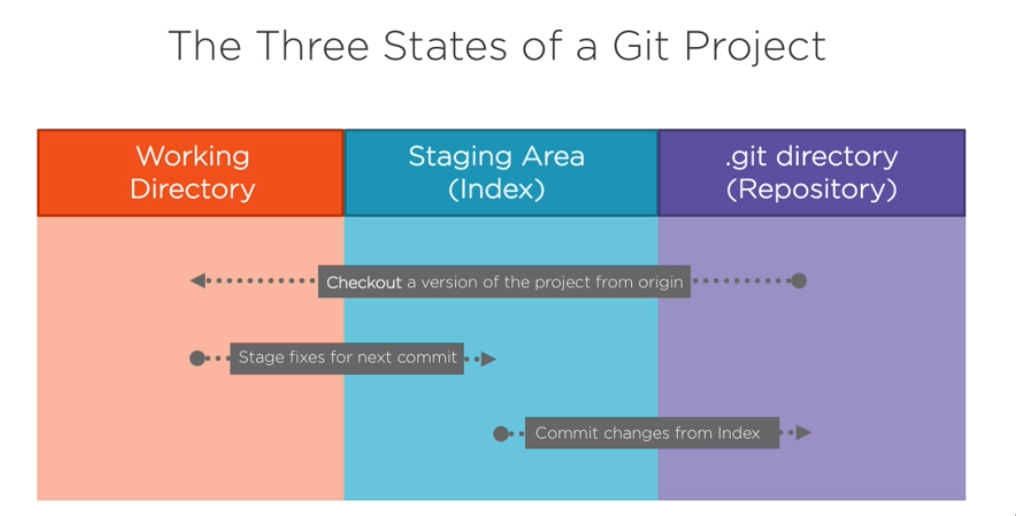 The Three States of a Git Project
Working
Directory
Staging Area
(Index)
.git directory
(Repository)
Checkout a version of the project from origin
Stage fixes for next commit
Commit changes from Index